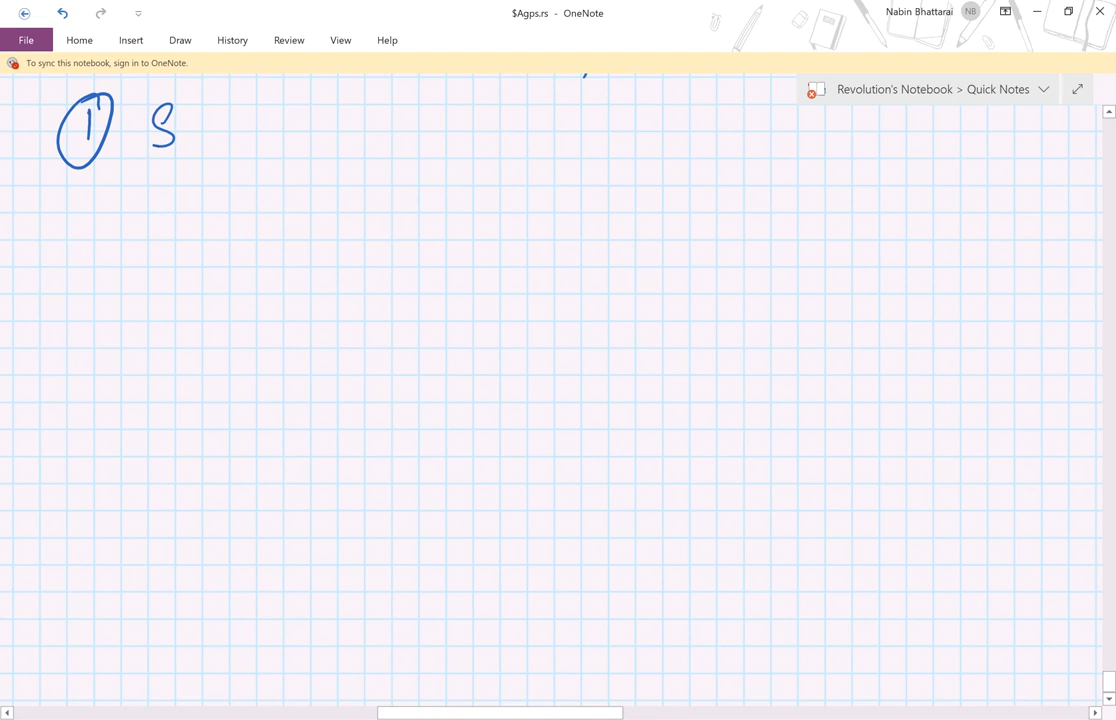 $Agps.rs - OneNote
Nabin Bhattarai NB
File Home Insert Draw History Review View Help
To sync this notebook, sign in to OneNote.
Revolution's Notebook > Quick Notes
1 S